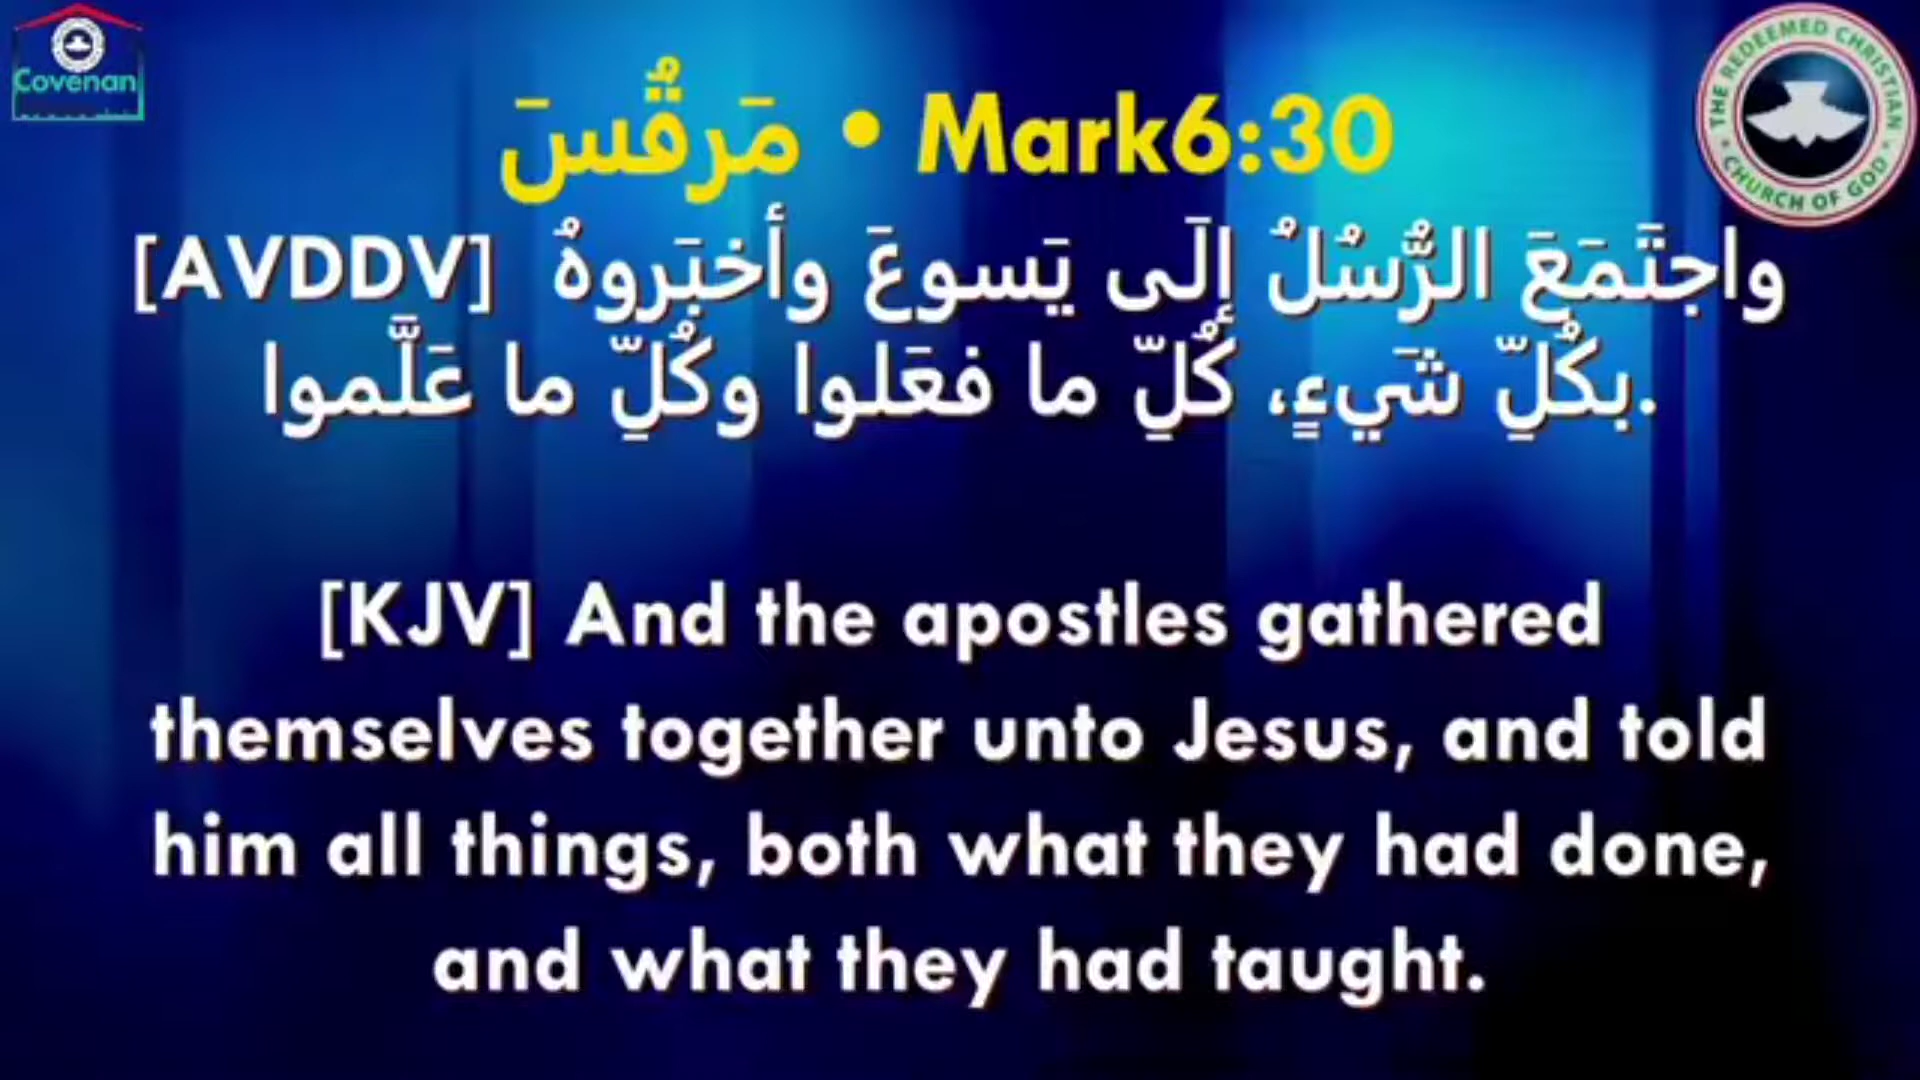 Covenan
THE REDEEMED CHRISTIAN CHURCH OF GOD
مَرقُسَ • Mark6:30
[AVDDV] واجتَمَعَ الرُّسُلُ إلَى يَسوعَ وأخبَروهُ
بكُلِّ شَيءٍ، كُلِّ ما فعَلوا وكُلِّ ما عَلَّموا.
[KJV] And the apostles gathered
themselves together unto Jesus, and told
him all things, both what they had done,
and what they had taught.